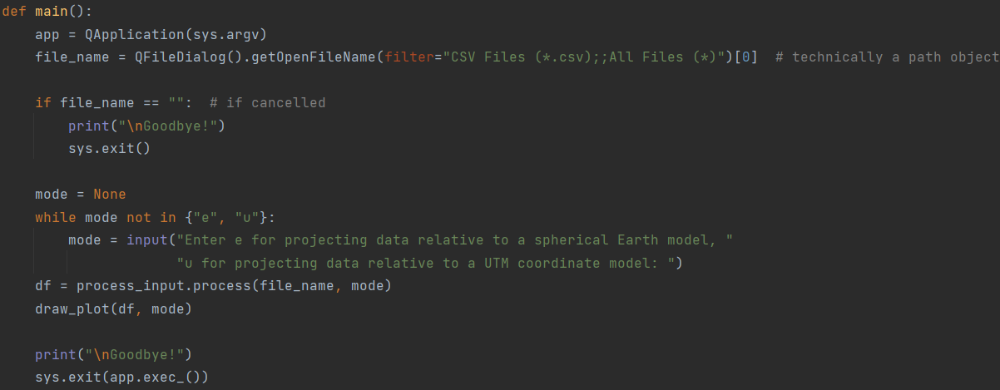 def main():
    app = QApplication(sys.argv)
    file_name = QFileDialog().getOpenFileName(filter="CSV Files (*.csv);;All Files (*)")[0]  # technically a path object

    if file_name == "":  # if cancelled
        print("\nGoodbye!")
        sys.exit()

    mode = None
    while mode not in {"e", "u"}:
        mode = input("Enter e for projecting data relative to a spherical Earth model, "
                     "u for projecting data relative to a UTM coordinate model: ")
    df = process_input.process(file_name, mode)
    draw_plot(df, mode)

    print("\nGoodbye!")
    sys.exit(app.exec_())